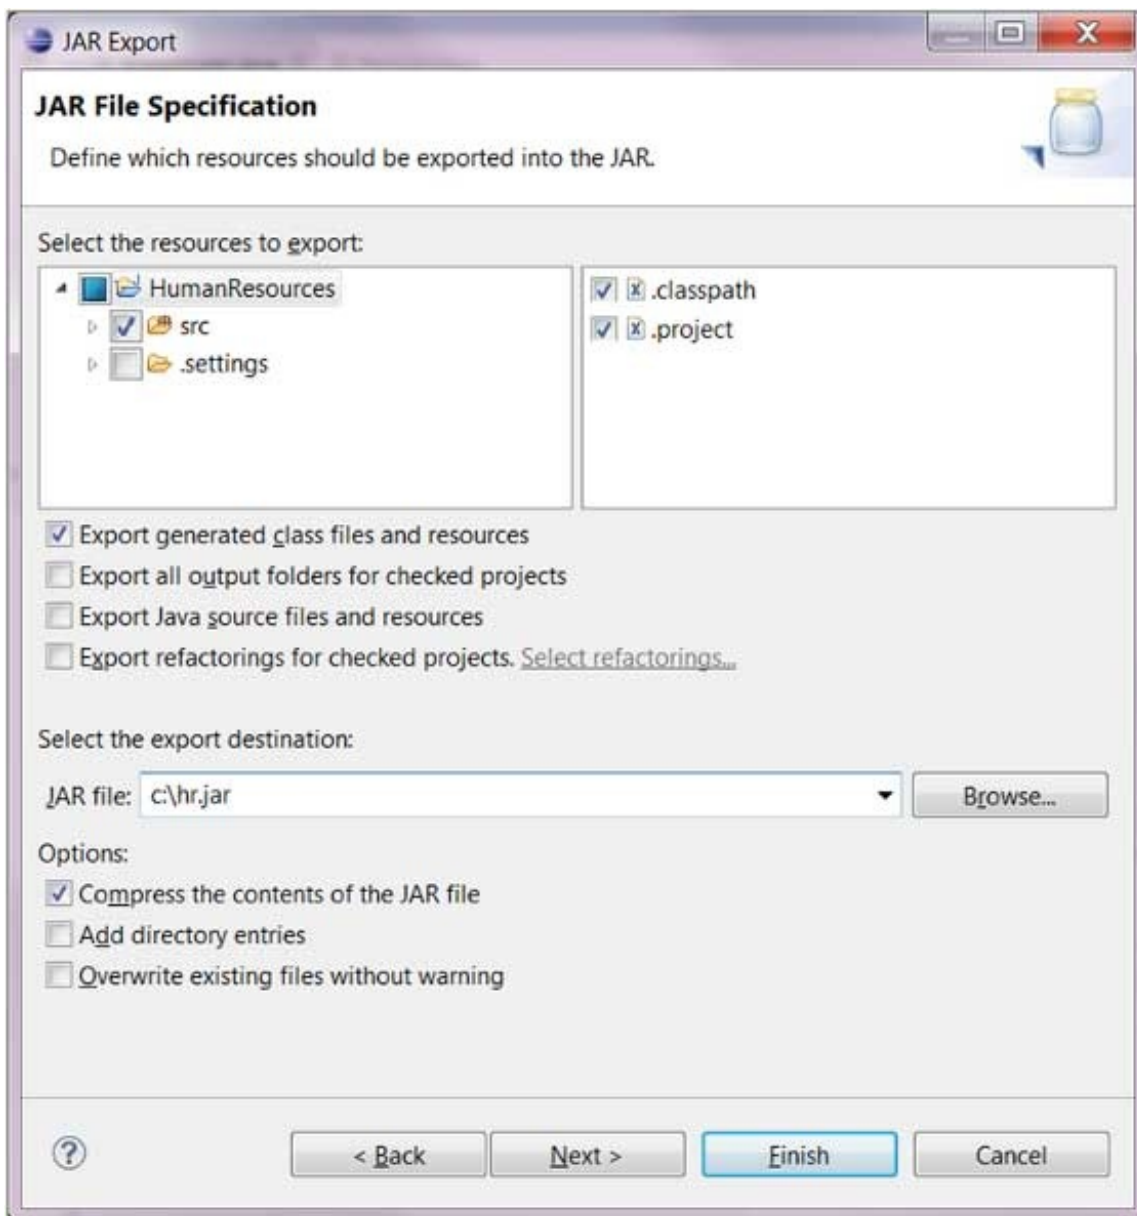 JAR Export
JAR File Specification
Define which resources should be exported into the JAR.
Select the resources to export:
HumanResources
src
.settings
.classpath
.project
Export generated class files and resources
Export all output folders for checked projects
Export Java source files and resources
Export refactorings for checked projects. Select refactorings...
Select the export destination:
JAR file: c:\hr.jar Browse...
Options:
Compress the contents of the JAR file
Add directory entries
Overwrite existing files without warning
? < Back Next > Finish Cancel